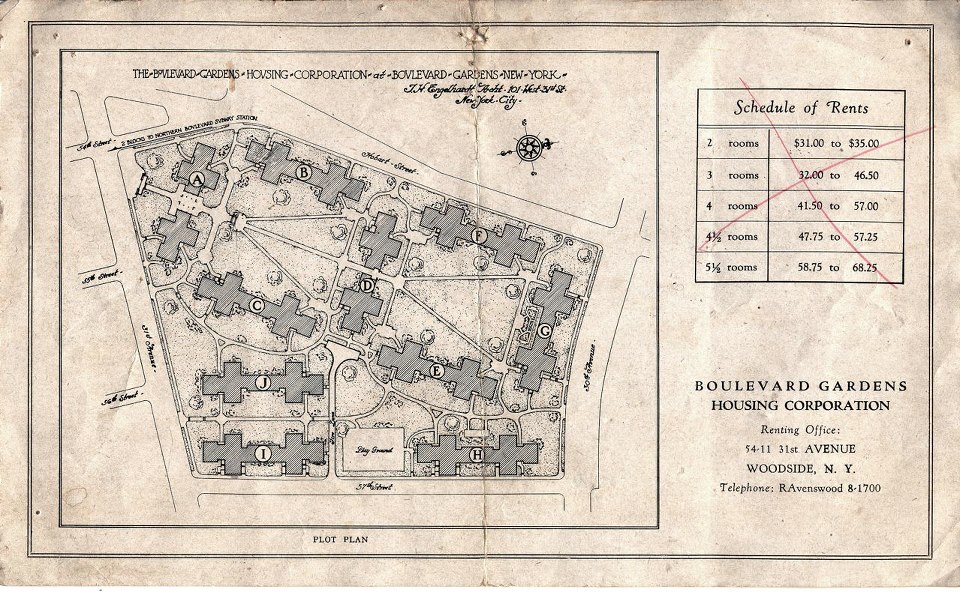 THE-BOVLEVARD-GARDENS-HOVSING-CORPORATION-at-BOVLEVARD-GARDENS-NEW-YORK-
T.H. Engelhardt Archt. 101 West 31st St.
New York City-
54th Street
2 BLOCKS TO NORTHERN BOULEVARD SUBWAY STATION
Hobart Street
A
B
F
D
C
G
E
J
I
H
55th Street
31st Avenue
56th Street
30th Avenue
Play Ground
57th Street
PLOT PLAN
Schedule of Rents
2 rooms $31.00 to $35.00
3 rooms 32.00 to 46.50
4 rooms 41.50 to 57.00
4½ rooms 47.75 to 57.25
5½ rooms 58.75 to 68.25
BOULEVARD GARDENS
HOUSING CORPORATION
Renting Office:
54-11 31st AVENUE
WOODSIDE, N. Y.
Telephone: RAvenswood 8-1700